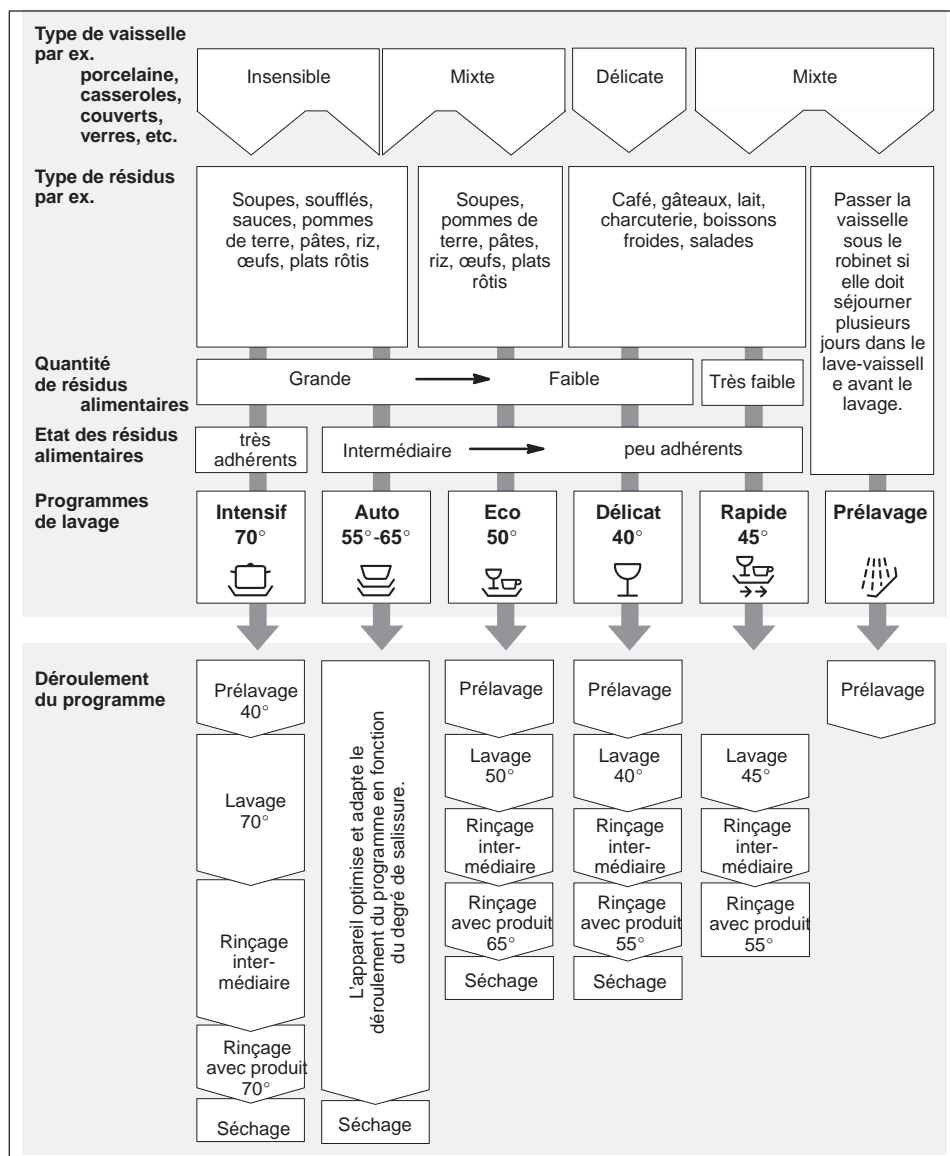 Type de vaisselle
par ex.
porcelaine,
casseroles,
couverts,
verres, etc.
Insensible
Mixte
Délicate
Mixte
Type de résidus
par ex.
Soupes, soufflés,
sauces, pommes
de terre, pâtes, riz,
œufs, plats rôtis
Soupes,
pommes de
terre, pâtes,
riz, œufs, plats
rôtis
Café, gâteaux, lait,
charcuterie, boissons
froides, salades
Passer la
vaisselle
sous le
robinet si
elle doit
séjourner
plusieurs
jours dans le
lave-vaissell
e avant le
lavage.
Quantité
de résidus
alimentaires
Grande
Faible
Très faible
Etat des résidus
alimentaires
très
adhérents
Intermédiaire
peu adhérents
Programmes
de lavage
Intensif
70°
Auto
55°-65°
Eco
50°
Délicat
40°
Rapide
45°
Prélavage
Déroulement
du programme
Prélavage
40°
Lavage
70°
Rinçage
inter-
médiaire
Rinçage
avec produit
70°
Séchage
L'appareil optimise et adapte le
déroulement du programme en fonction
du degré de salissure.
Séchage
Prélavage
Lavage
50°
Rinçage
inter-
médiaire
Rinçage
avec produit
65°
Séchage
Prélavage
Lavage
40°
Rinçage
inter-
médiaire
Rinçage
avec produit
55°
Séchage
Lavage
45°
Rinçage
inter-
médiaire
Rinçage
avec produit
55°
Prélavage